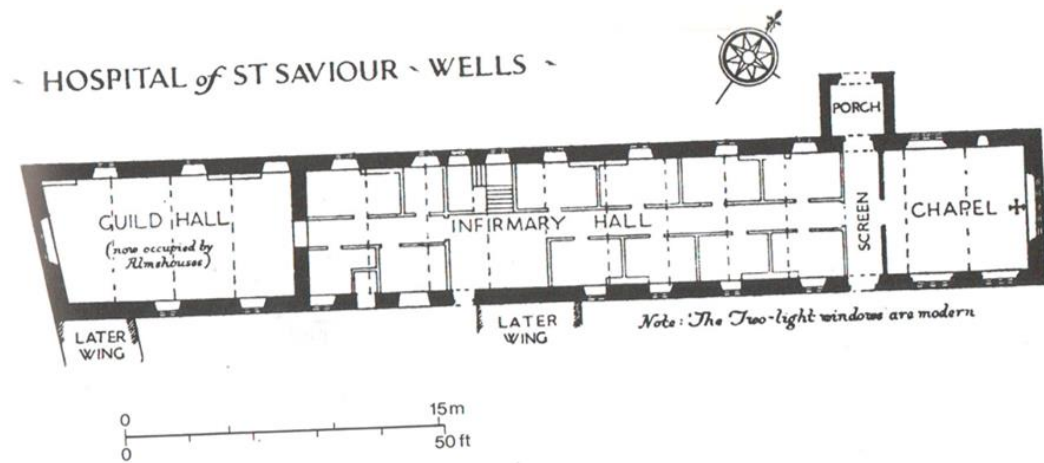 ~ HOSPITAL of ST SAVIOUR ~ WELLS ~
PORCH
GUILD HALL
(now occupied by
Almshouses)
INFIRMARY HALL
SCREEN
CHAPEL
LATER
WING
LATER
WING
Note: The Two-light windows are modern
0 15m
0 50ft